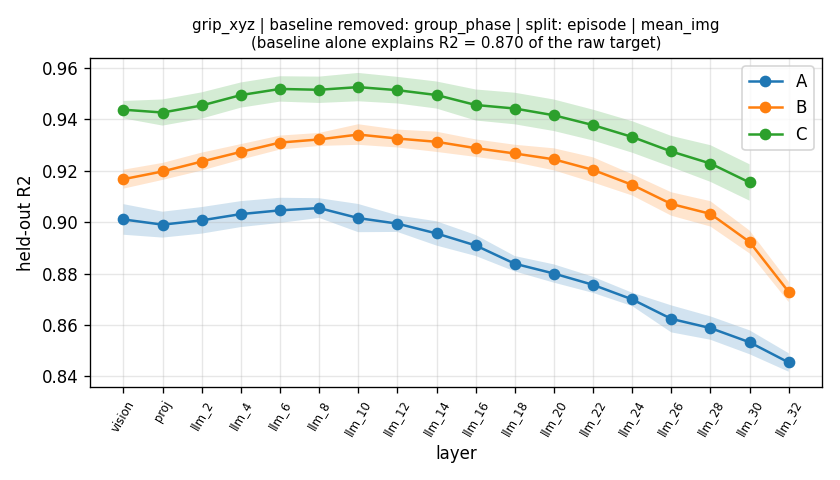 grip_xyz | baseline removed: group_phase | split: episode | mean_img
(baseline alone explains R2 = 0.870 of the raw target)
0.96
0.94
0.92
0.90
0.88
0.86
0.84
held-out R2
A
B
C
vision
proj
llm_2
llm_4
llm_6
llm_8
llm_10
llm_12
llm_14
llm_16
llm_18
llm_20
llm_22
llm_24
llm_26
llm_28
llm_30
llm_32
layer